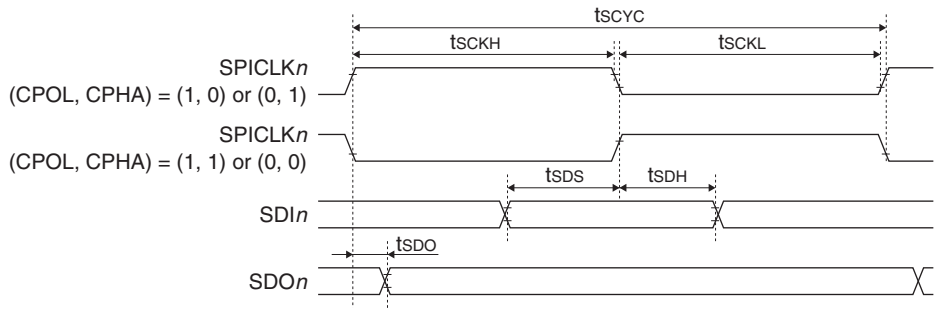 tSCYC
tSCKH
tSCKL
SPICLKn
(CPOL, CPHA) = (1, 0) or (0, 1)
SPICLKn
(CPOL, CPHA) = (1, 1) or (0, 0)
tSDS
tSDH
SDIn
tSDO
SDOn